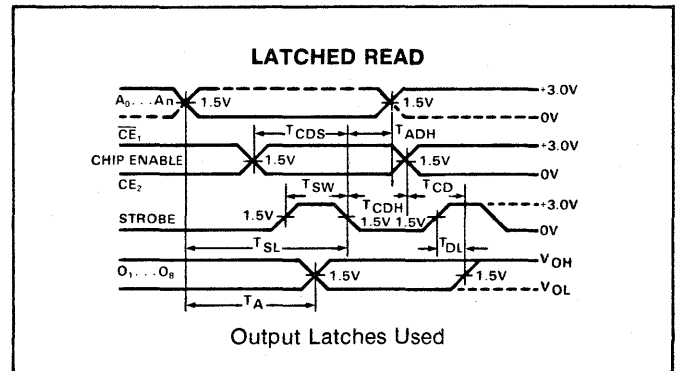 LATCHED READ
A₀...Aₙ 1.5V 1.5V +3.0V
0V
C̅E̅₁ TCDS TADH
CHIP ENABLE 1.5V 1.5V +3.0V
0V
CE₂ TSW TCDH TCD
STROBE 1.5V 1.5V 1.5V +3.0V
0V
TSL TDL
O₁...O₈ 1.5V 1.5V VOH
VOL
TA
Output Latches Used